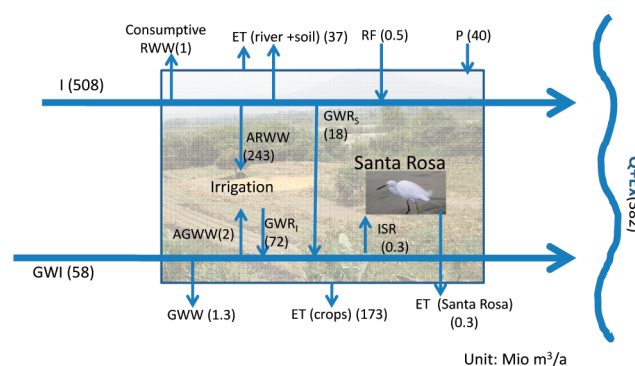 Consumptive
RWW(1)
ET (river +soil) (37)
RF (0.5)
P (40)
I (508)
ARWW
(243)
GWR_S
(18)
Santa Rosa
Irrigation
AGWW(2)
GWR_I
(72)
ISR
(0.3)
GWI (58)
GWW (1.3)
ET (crops) (173)
ET (Santa Rosa)
(0.3)
Unit: Mio m³/a